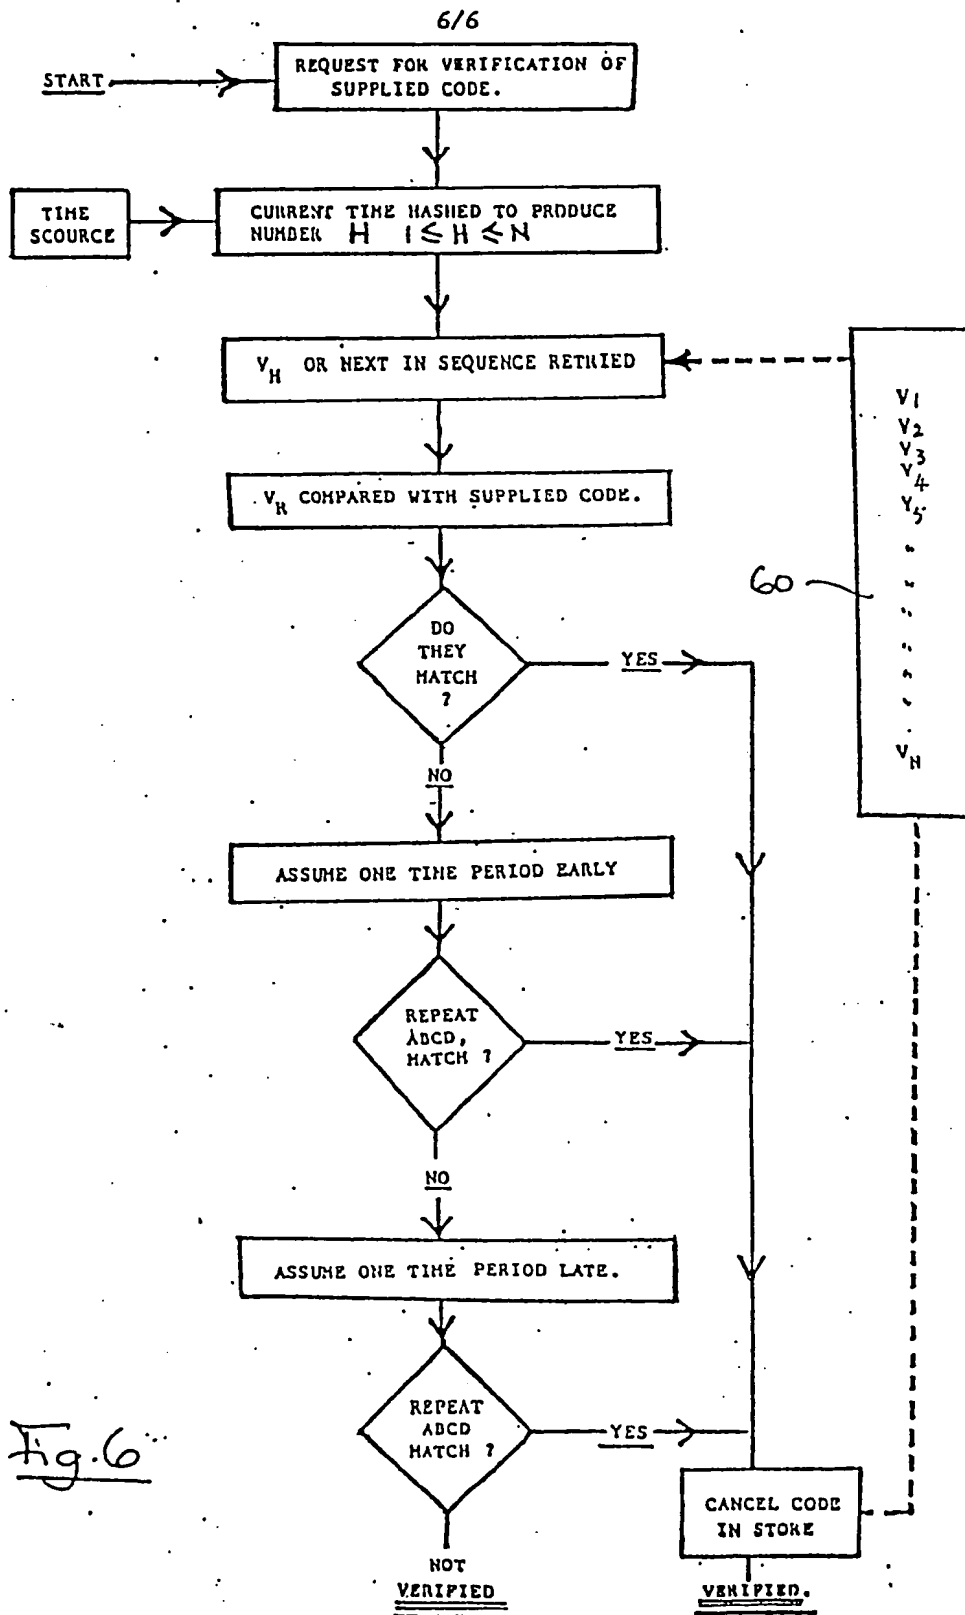 6/6
START
REQUEST FOR VERIFICATION OF
SUPPLIED CODE.
TIME
SCOURCE
CURRENT TIME HASHED TO PRODUCE
NUMBER H 1 ≤ H ≤ N
V_H OR NEXT IN SEQUENCE RETRIED
V1
V2
V3
V4
V5
V_H COMPARED WITH SUPPLIED CODE.
60
DO
THEY
MATCH
?
YES
V_N
NO
ASSUME ONE TIME PERIOD EARLY
REPEAT
ABCD,
MATCH ?
YES
NO
ASSUME ONE TIME PERIOD LATE.
REPEAT
ABCD
MATCH ?
YES
Fig.6
CANCEL CODE
IN STORE
NOT
VERIFIED
VERIFIED.